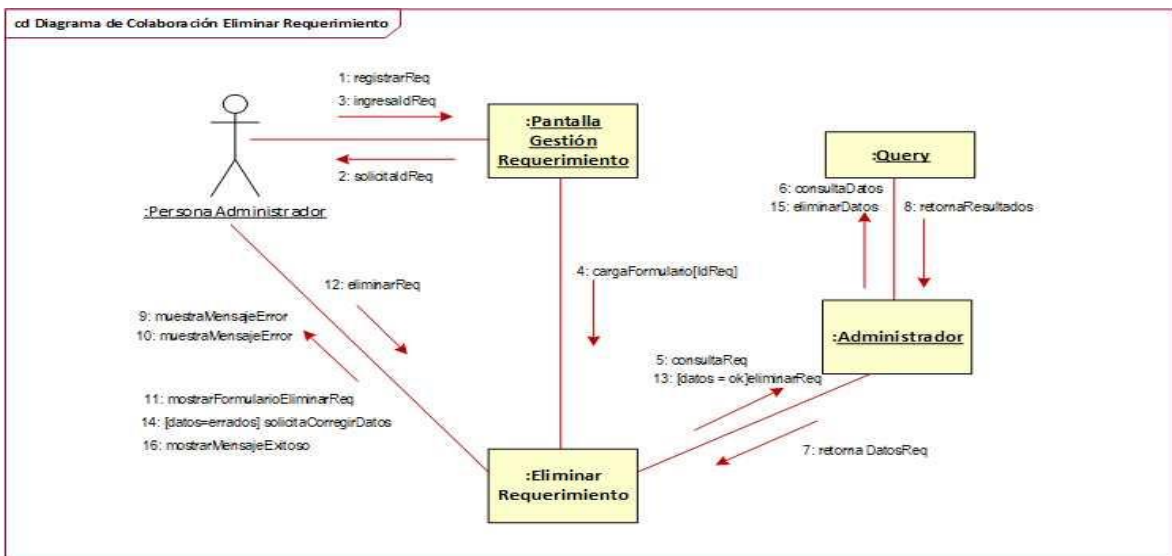 cd Diagrama de Colaboración Eliminar Requerimiento
1: registrarReq
3: ingresaIdReq
:Pantalla
Gestión
Requerimiento
:Query
2: solicitaIdReq
:Persona Administrador
6: consultaDatos
15: eliminarDatos
8: retornaResultados
4: cargaFormulario[IdReq]
12: eliminarReq
9: muestraMensajeError
10: muestraMensajeError
:Administrador
5: consultaReq
13: [datos = ok]eliminarReq
11: mostrarFormularioEliminarReq
14: [datos=errados] solicitaCorregirDatos
16: mostrarMensajeExitoso
7: retorna DatosReq
:Eliminar
Requerimiento